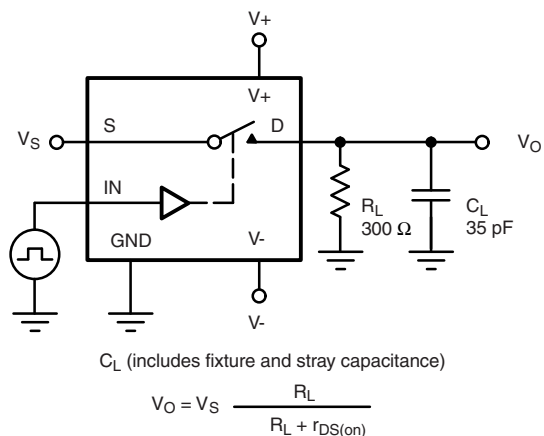 V+
V+
VS
S
D
VO
IN
RL
300 Ω
CL
35 pF
GND
V-
V-
CL (includes fixture and stray capacitance)
VO = VS RL
RL + rDS(on)